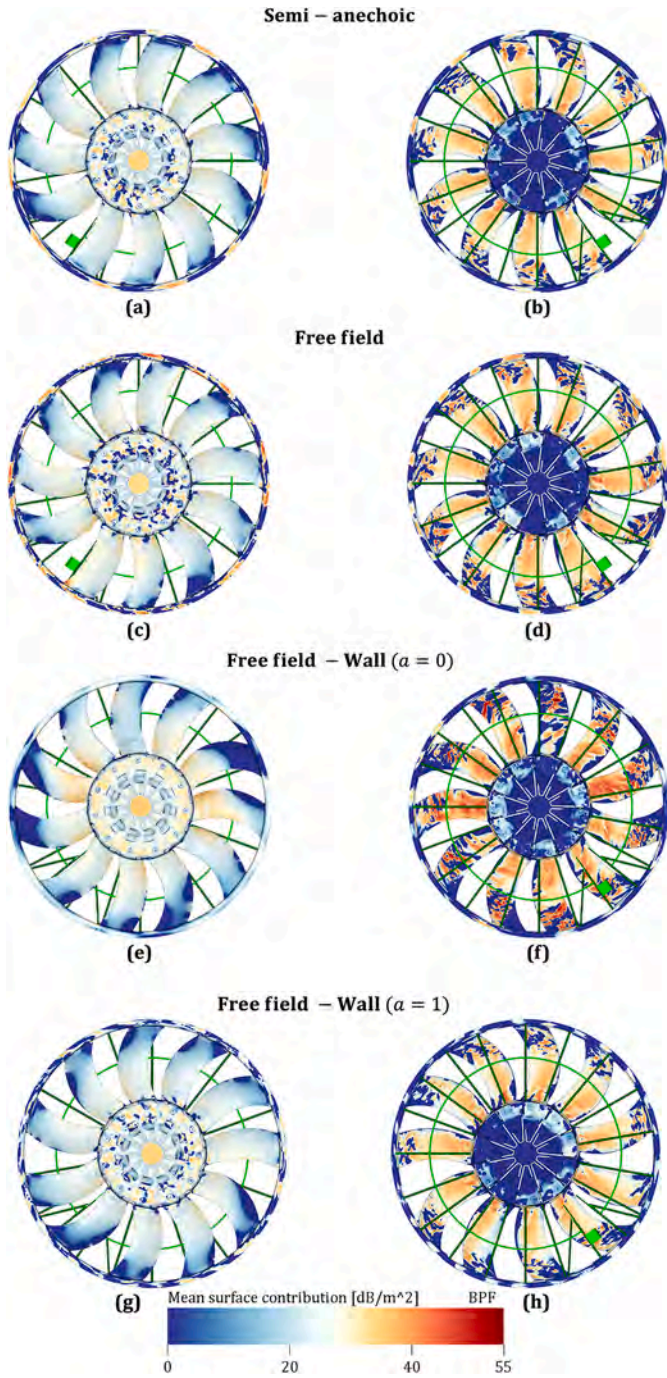 Semi – anechoic
(a) (b)
Free field
(c) (d)
Free field – Wall (a = 0)
(e) (f)
Free field – Wall (a = 1)
(g) (h)
Mean surface contribution [dB/m^2] BPF
0 20 40 55